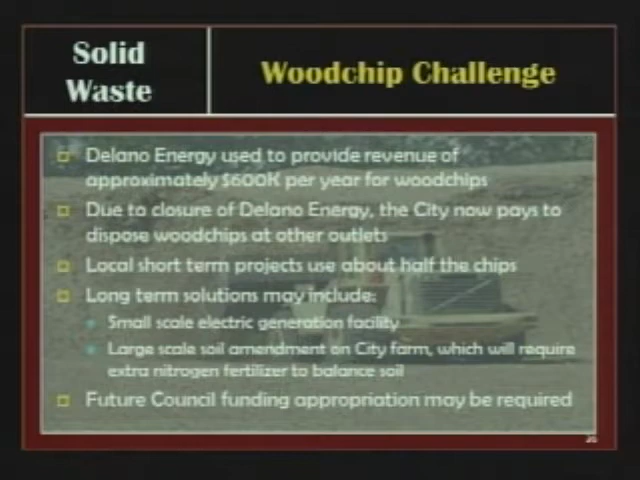 Solid
Waste
Woodchip Challenge
Delano Energy used to provide revenue of
approximately $600K per year for woodchips
Due to closure of Delano Energy, the City now pays to
dispose woodchips at other outlets
Local short term projects use about half the chips
Long term solutions may include:
Small scale electric generation facility
Large scale soil amendment on City farm, which will require
extra nitrogen fertilizer to balance soil
Future Council funding appropriation may be required